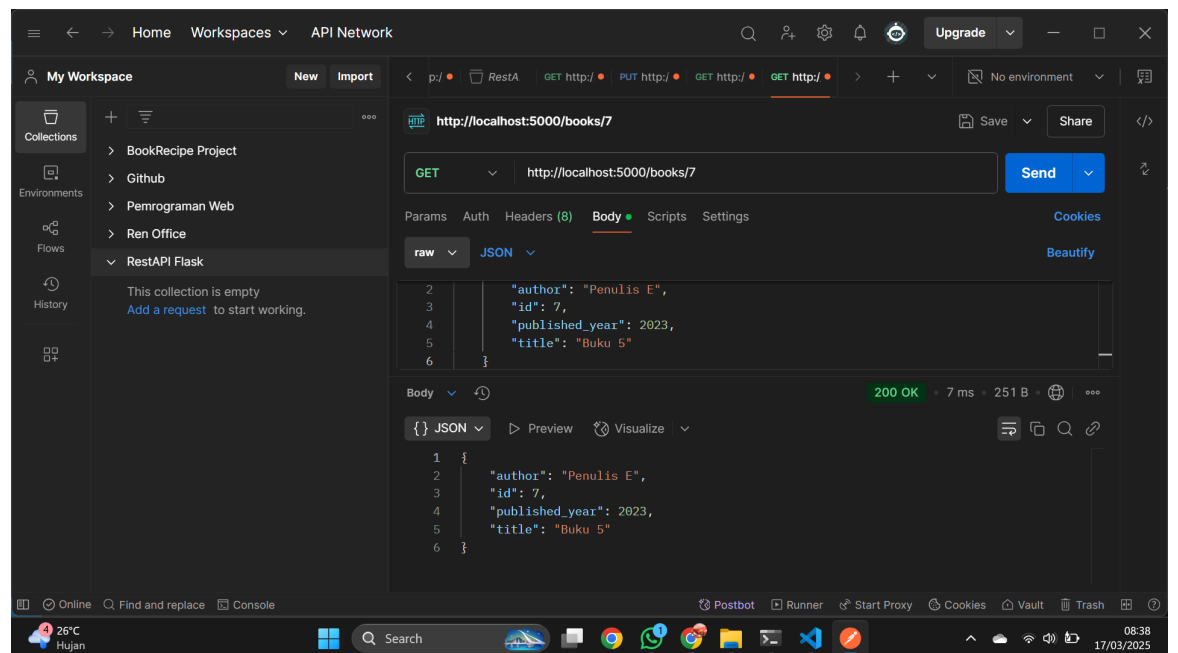 Home Workspaces API Network Upgrade
My Workspace New Import p:/ RestA GET http:/ PUT http:/ GET http:/ GET http:/ No environment
Collections
Environments
Flows
History
BookRecipe Project
Github
Pemrograman Web
Ren Office
RestAPI Flask
This collection is empty
Add a request to start working.
HTTP http://localhost:5000/books/7 Save Share
GET http://localhost:5000/books/7 Send
Params Auth Headers (8) Body Scripts Settings Cookies
raw JSON Beautify
2 "author": "Penulis E",
3 "id": 7,
4 "published_year": 2023,
5 "title": "Buku 5"
6 }
Body 200 OK 7 ms 251 B
{} JSON Preview Visualize
1 {
2 "author": "Penulis E",
3 "id": 7,
4 "published_year": 2023,
5 "title": "Buku 5"
6 }
Online Find and replace Console Postbot Runner Start Proxy Cookies Vault Trash
4 26°C
Hujan
Search
1
08:38
17/03/2025